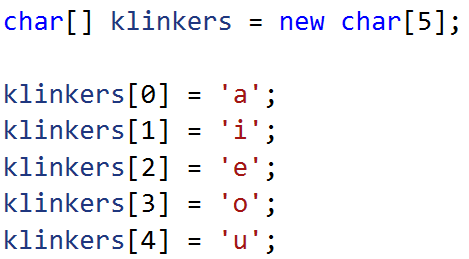 char[] klinkers = new char[5];
klinkers[0] = 'a';
klinkers[1] = 'i';
klinkers[2] = 'e';
klinkers[3] = 'o';
klinkers[4] = 'u';